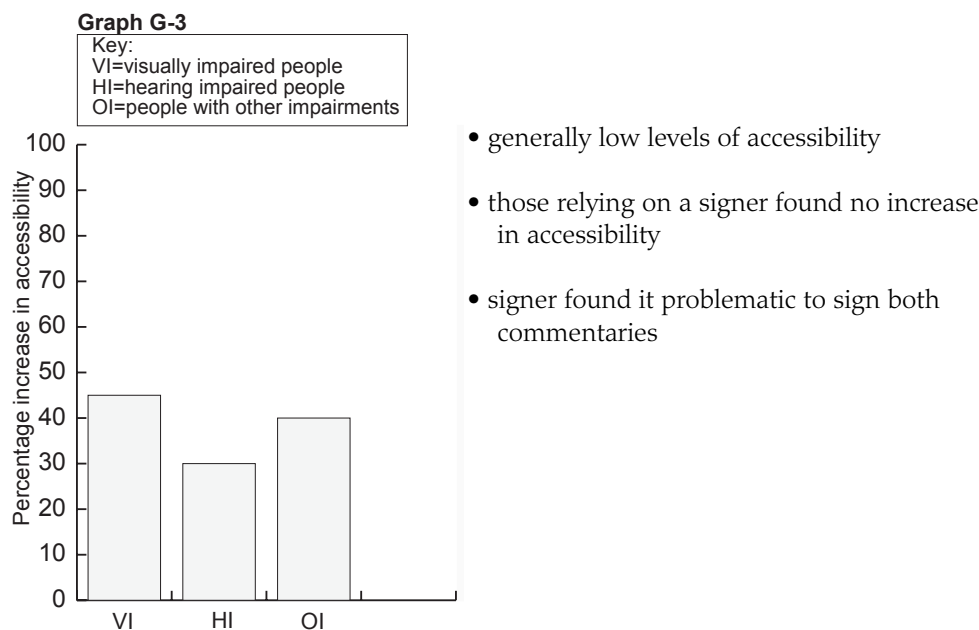 Graph G-3
Key:
VI=visually impaired people
HI=hearing impaired people
OI=people with other impairments
Percentage increase in accessibility
100
90
80
70
60
50
40
30
20
10
0
VI HI OI
• generally low levels of accessibility
• those relying on a signer found no increase
in accessibility
• signer found it problematic to sign both
commentaries